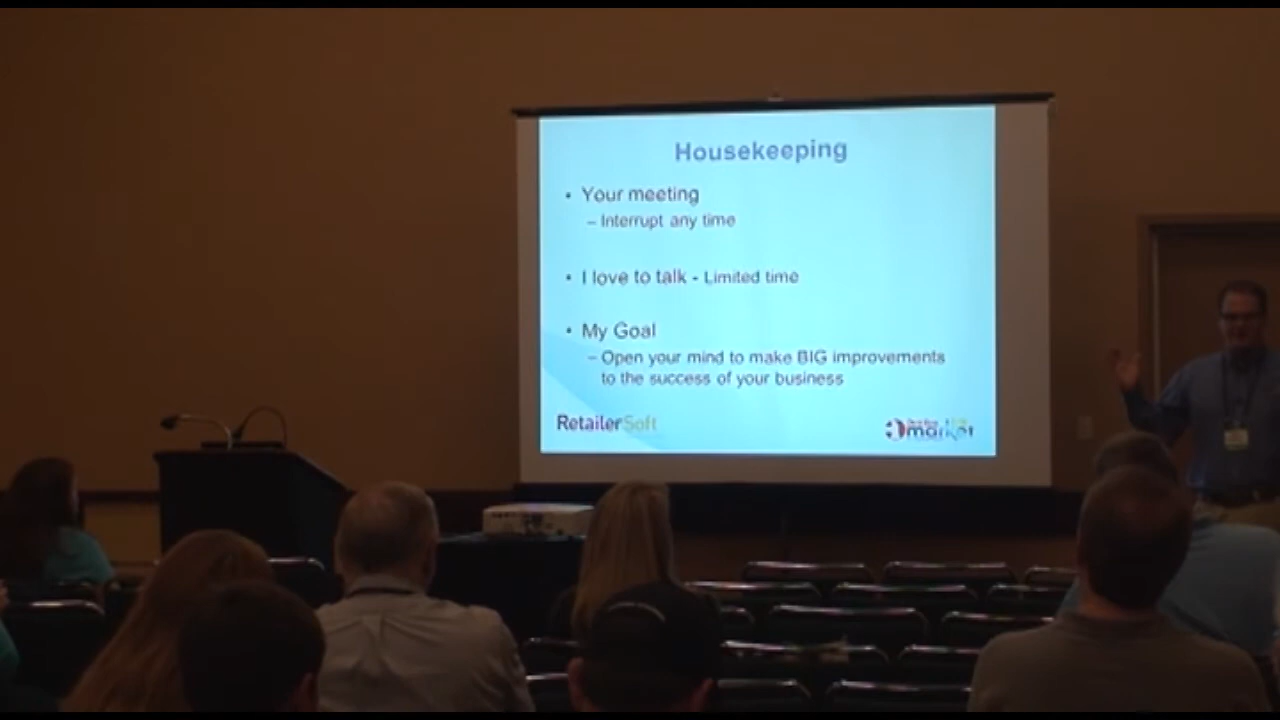 Housekeeping
• Your meeting
– Interrupt any time
• I love to talk - Limited time
• My Goal
– Open your mind to make BIG improvements
to the success of your business
RetailerSoft
market